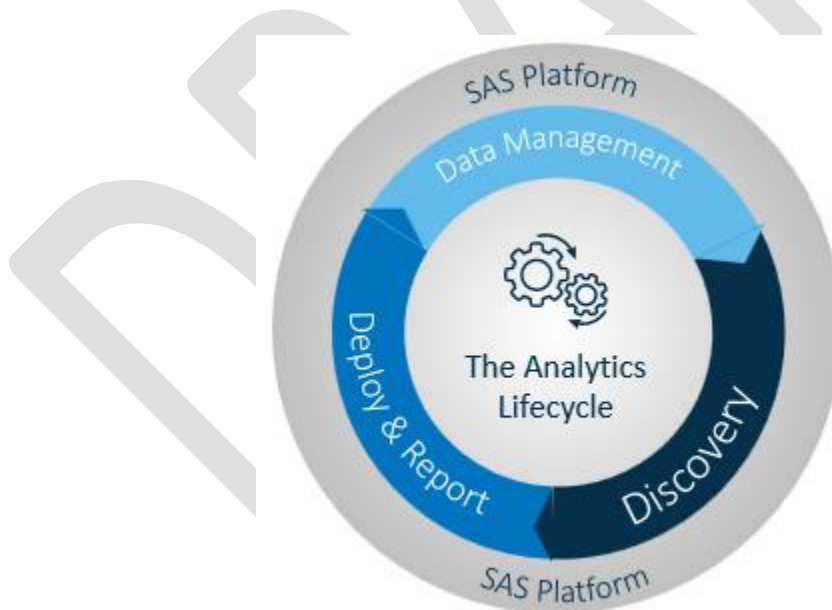 SAS Platform
Data Management
The Analytics
Lifecycle
Deploy & Report
Discovery
SAS Platform